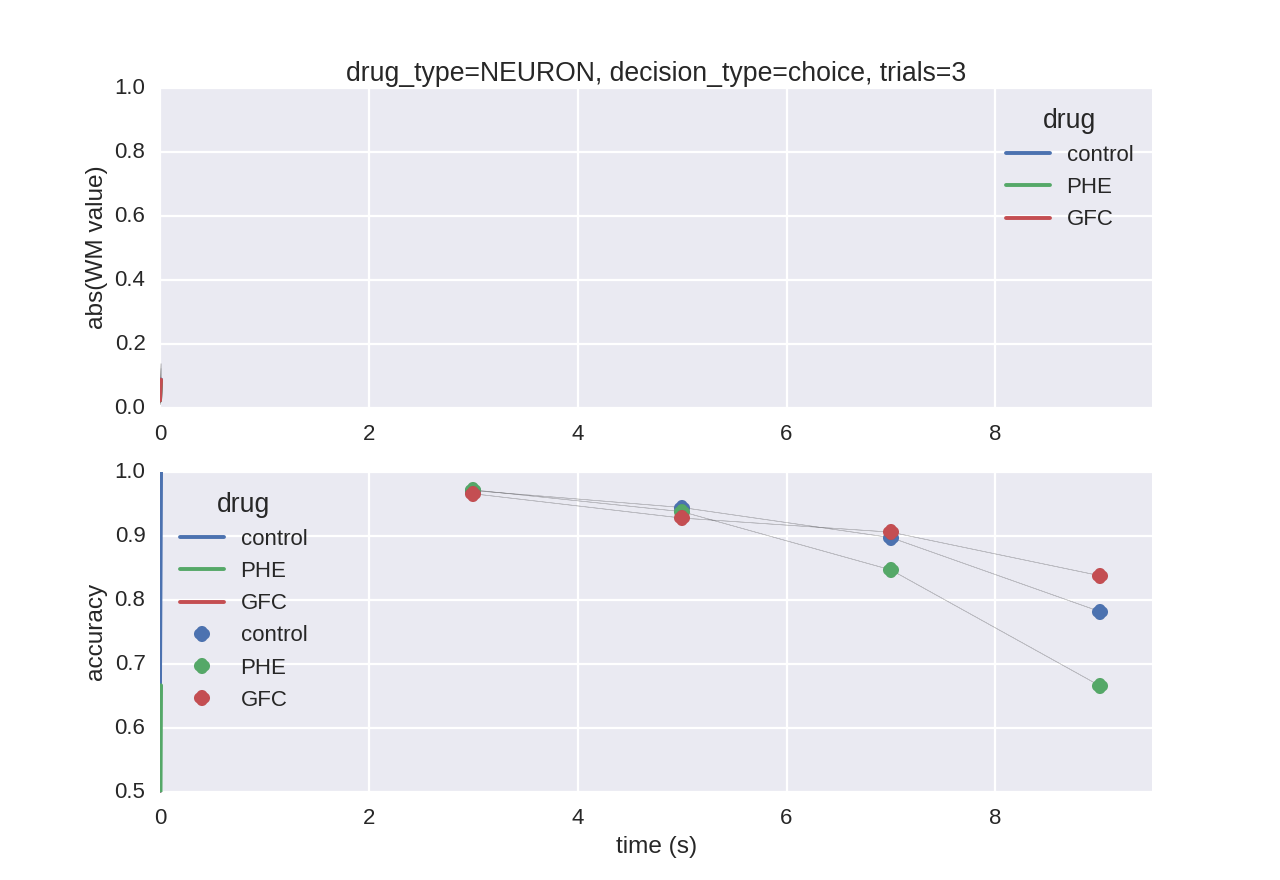 drug_type=NEURON, decision_type=choice, trials=3
1.0
0.8
0.6
0.4
0.2
0.0
abs(WM value)
drug
control
PHE
GFC
0 2 4 6 8
1.0
0.9
0.8
0.7
0.6
0.5
accuracy
drug
control
PHE
GFC
control
PHE
GFC
0 2 4 6 8
time (s)